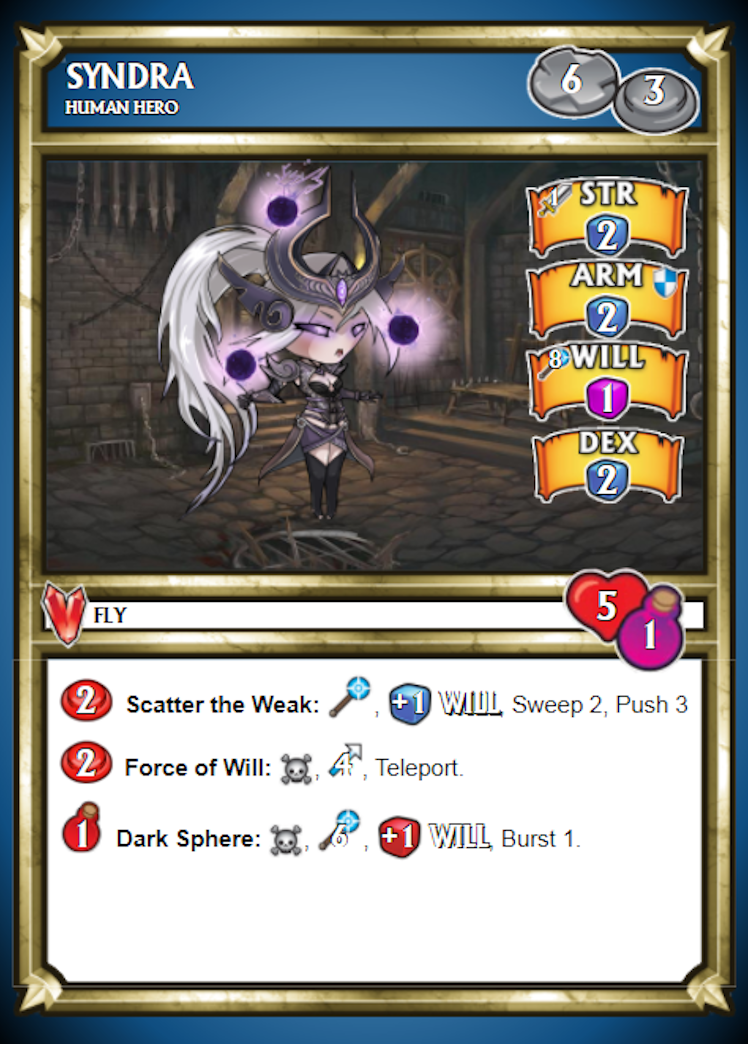 SYNDRA
HUMAN HERO
6 3
1 STR
2
ARM
2
8 WILL
1
DEX
2
FLY
5
1
2 Scatter the Weak: , +1 WILL, Sweep 2, Push 3
2 Force of Will: , 4, Teleport.
1 Dark Sphere: , 6, +1 WILL, Burst 1.